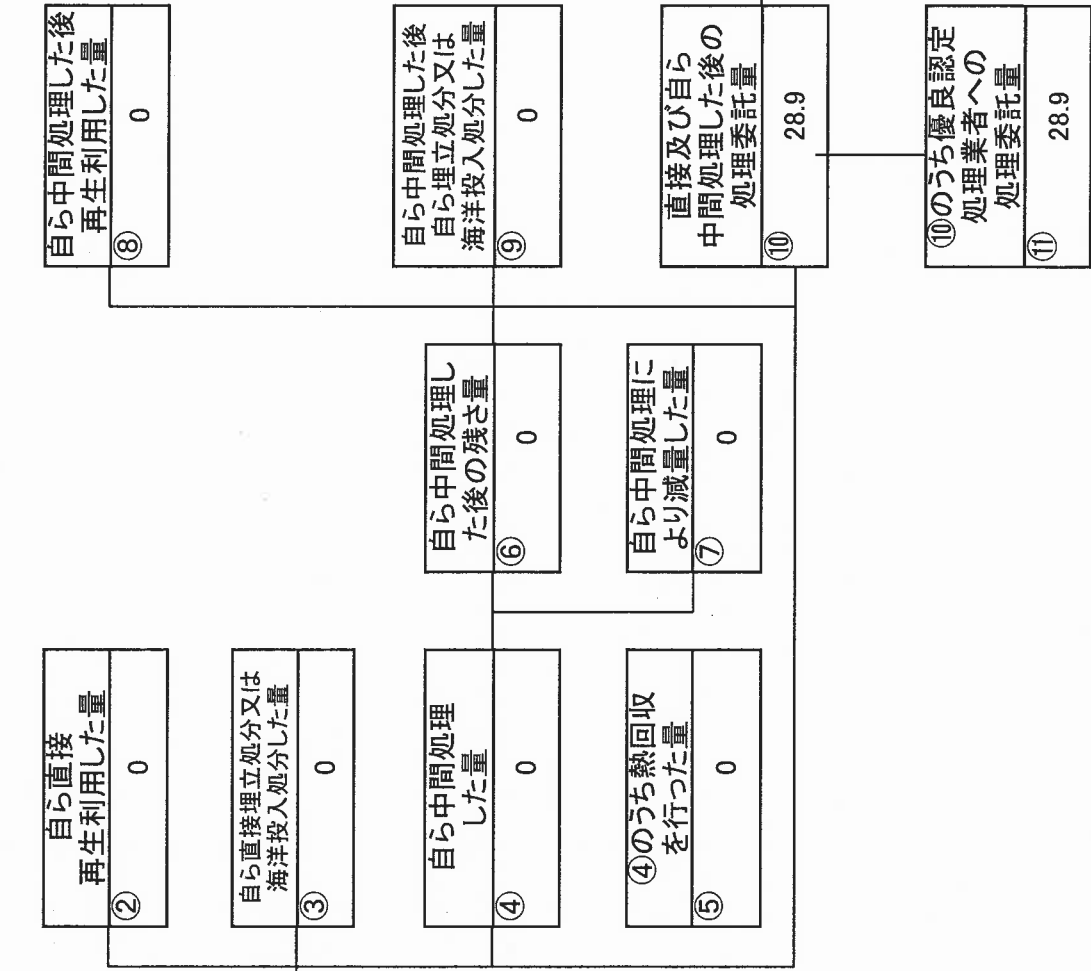 自ら直接
再生利用した量
②
0
自ら直接埋立処分又は
海洋投入処分した量
③
0
自ら中間処理
した量
④
0
④のうち熱回収
を行った量
⑤
0
自ら中間処理し
た後の残さ量
⑥
0
自ら中間処理に
より減量した量
⑦
0
自ら中間処理した後
再生利用した量
⑧
0
自ら中間処理した後
自ら埋立処分又は
海洋投入処分した量
⑨
0
直接及び自ら
中間処理した後の
処理委託量
⑩
28.9
⑩のうち優良認定
処理業者への
処理委託量
⑪
28.9